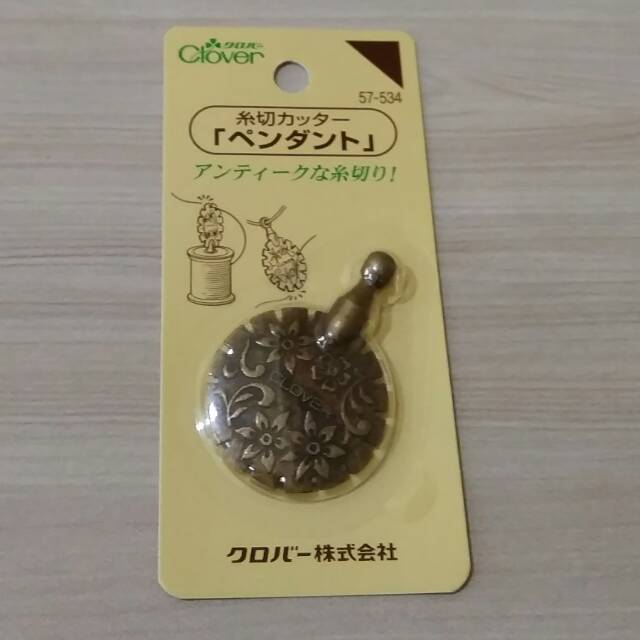 クロバー
Clover
57-534
糸切カッター
「ペンダント」
アンティークな糸切り!
CLOVER
クロバー株式会社